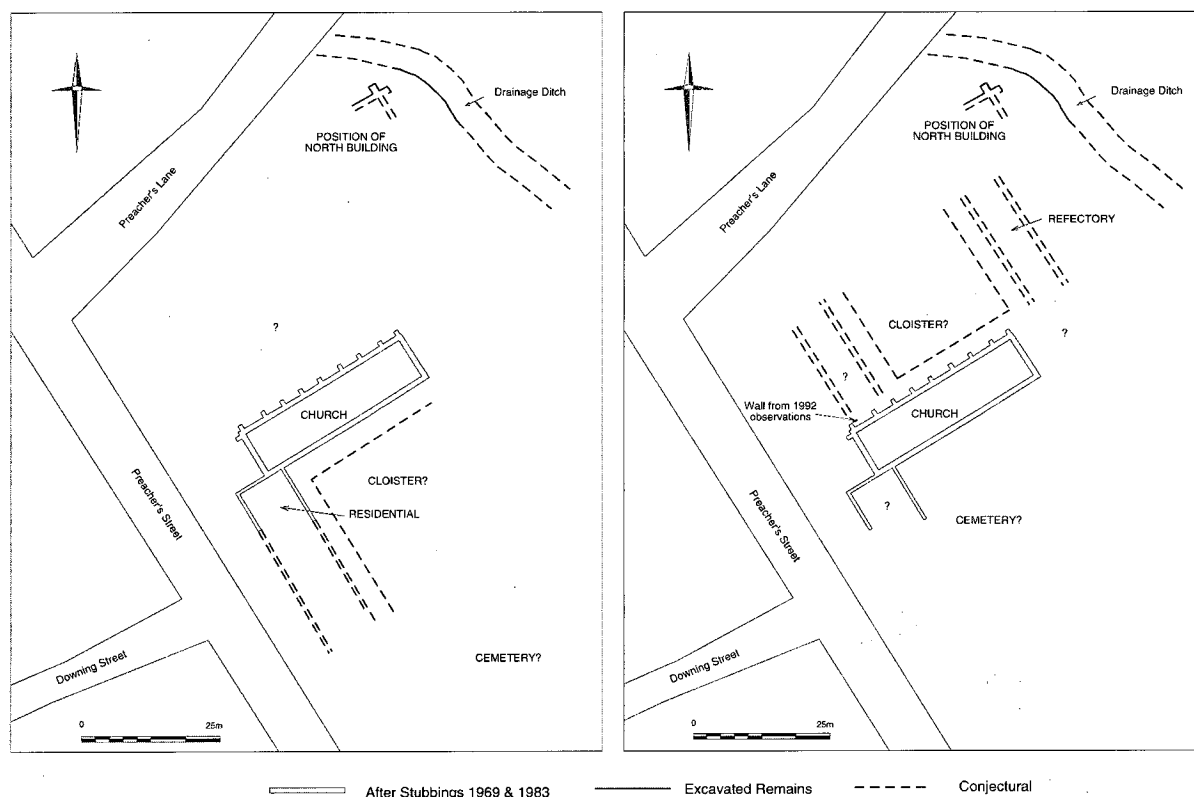 Drainage Ditch
POSITION OF
NORTH BUILDING
Preacher's Lane
?
CHURCH
CLOISTER?
RESIDENTIAL
Preacher's Street
CEMETERY?
Downing Street
0 25m
Drainage Ditch
POSITION OF
NORTH BUILDING
Preacher's Lane
REFECTORY
CLOISTER?
?
?
Wall from 1992
observations
CHURCH
?
CEMETERY?
Preacher's Street
Downing Street
0 25m
After Stubbings 1969 & 1983 Excavated Remains Conjectural